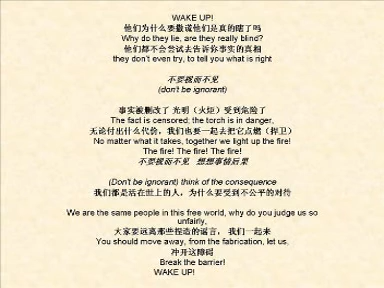 WAKE UP!
他们为什么要撒谎他们是真的瞎了吗
Why do they lie, are they really blind?
他们都不会尝试去告诉你事实的真相
they don't even try, to tell you what is right
不要视而不见
(don't be ignorant)
事实被删改了 光明（火炬）受到危险了
The fact is censored; the torch is in danger,
无论付出什么代价，我们也要一起去把它点燃（捍卫）
No matter what it takes, together we light up the fire!
The fire! The fire! The fire!
不要视而不见 想想事情后果
(Don't be ignorant) think of the consequence
我们都是活在世上的人，为什么要受到不公平的对待
We are the same people in this free world, why do you judge us so
unfairly,
大家要远离那些捏造的谣言， 我们一起来
You should move away, from the fabrication, let us,
冲开这障碍
Break the barrier!
WAKE UP!